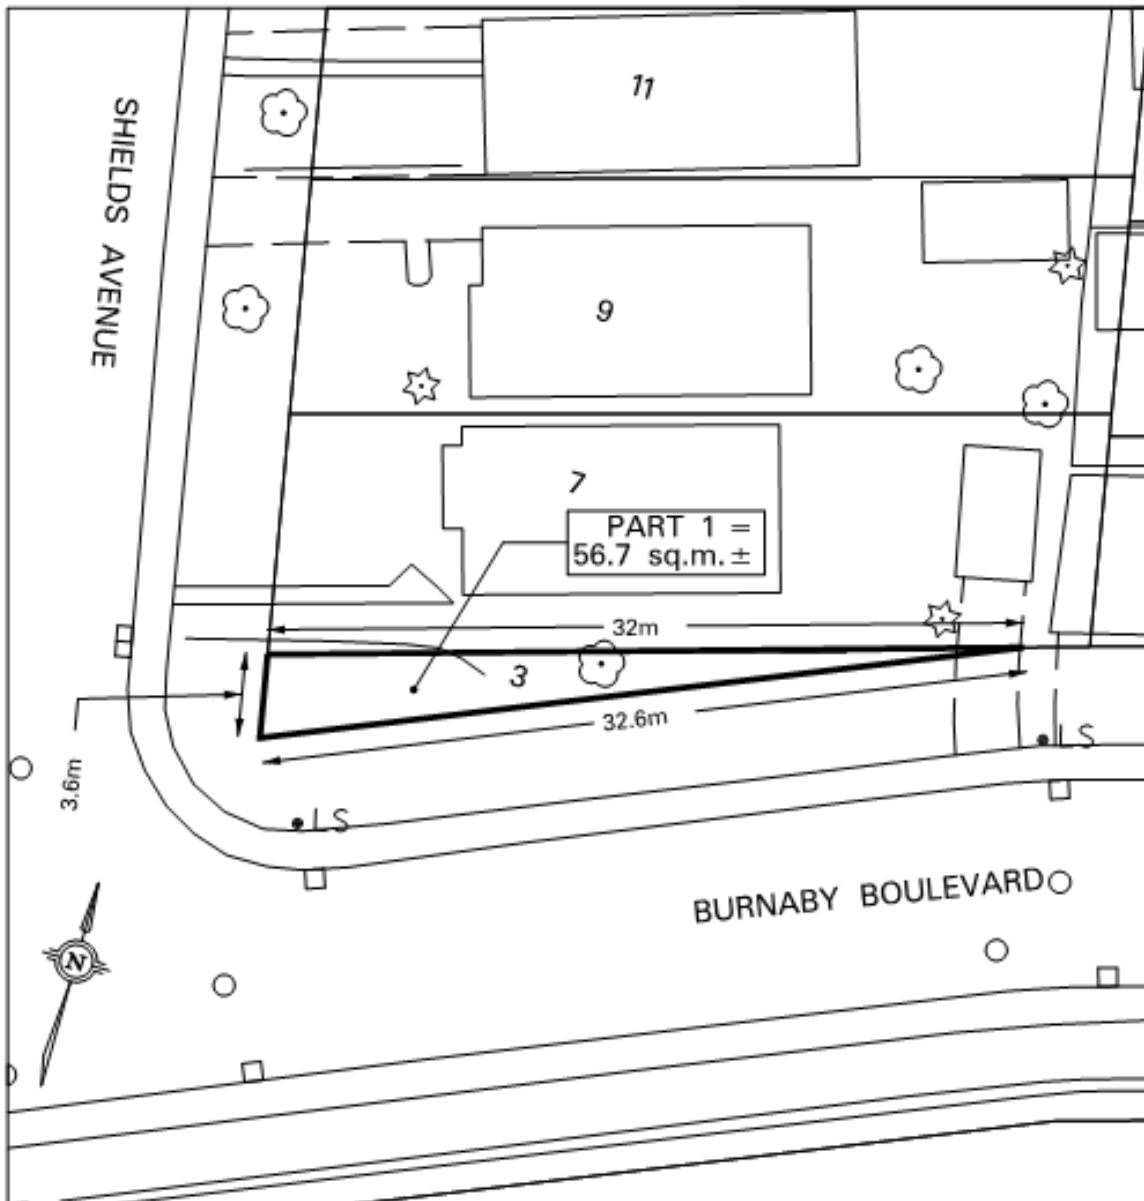 11
SHIELDS AVENUE
9
7
PART 1 =
56.7 sq.m.±
32m
3
32.6m
3.6m
LS
LS
BURNABY BOULEVARD
N